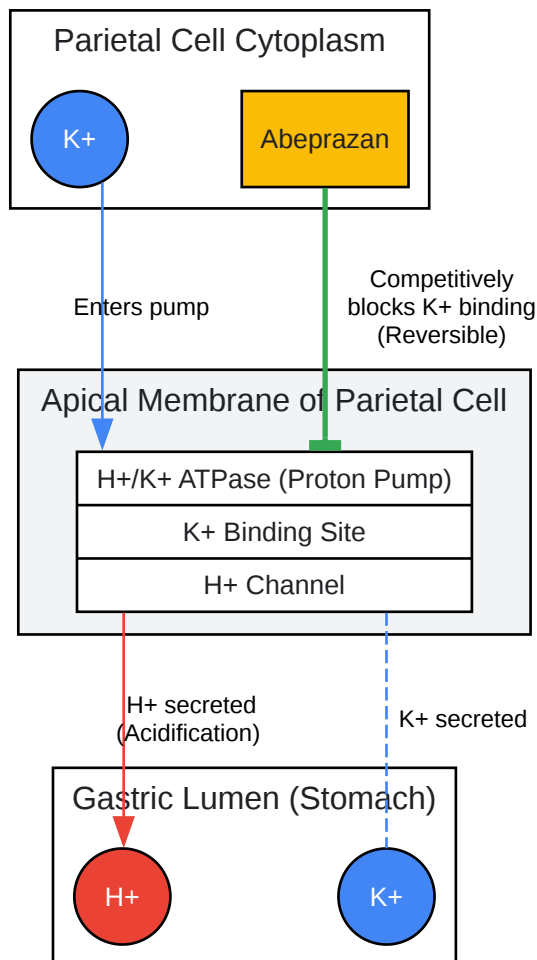 Parietal Cell Cytoplasm
K+
Abeprazan
Enters pump
Competitively
blocks K+ binding
(Reversible)
Apical Membrane of Parietal Cell
H+/K+ ATPase (Proton Pump)
K+ Binding Site
H+ Channel
H+ secreted
(Acidification)
K+ secreted
Gastric Lumen (Stomach)
H+
K+